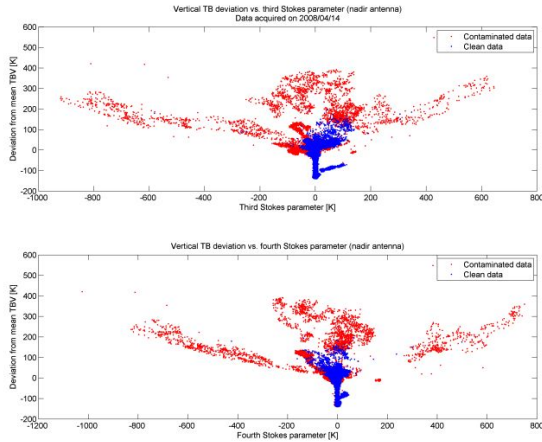 Vertical TB deviation vs. third Stokes parameter (nadir antenna)
Data acquired on 2008/04/14
Deviation from mean TBV [K]
600
500
400
300
200
100
0
-100
-200
Contaminated data
Clean data
-1000 -800 -600 -400 -200 0 200 400 600 800
Third Stokes parameter [K]
Vertical TB deviation vs. fourth Stokes parameter (nadir antenna)
Deviation from mean TBV [K]
600
500
400
300
200
100
0
-100
-200
Contaminated data
Clean data
-1200 -1000 -800 -600 -400 -200 0 200 400 600 800
Fourth Stokes parameter [K]